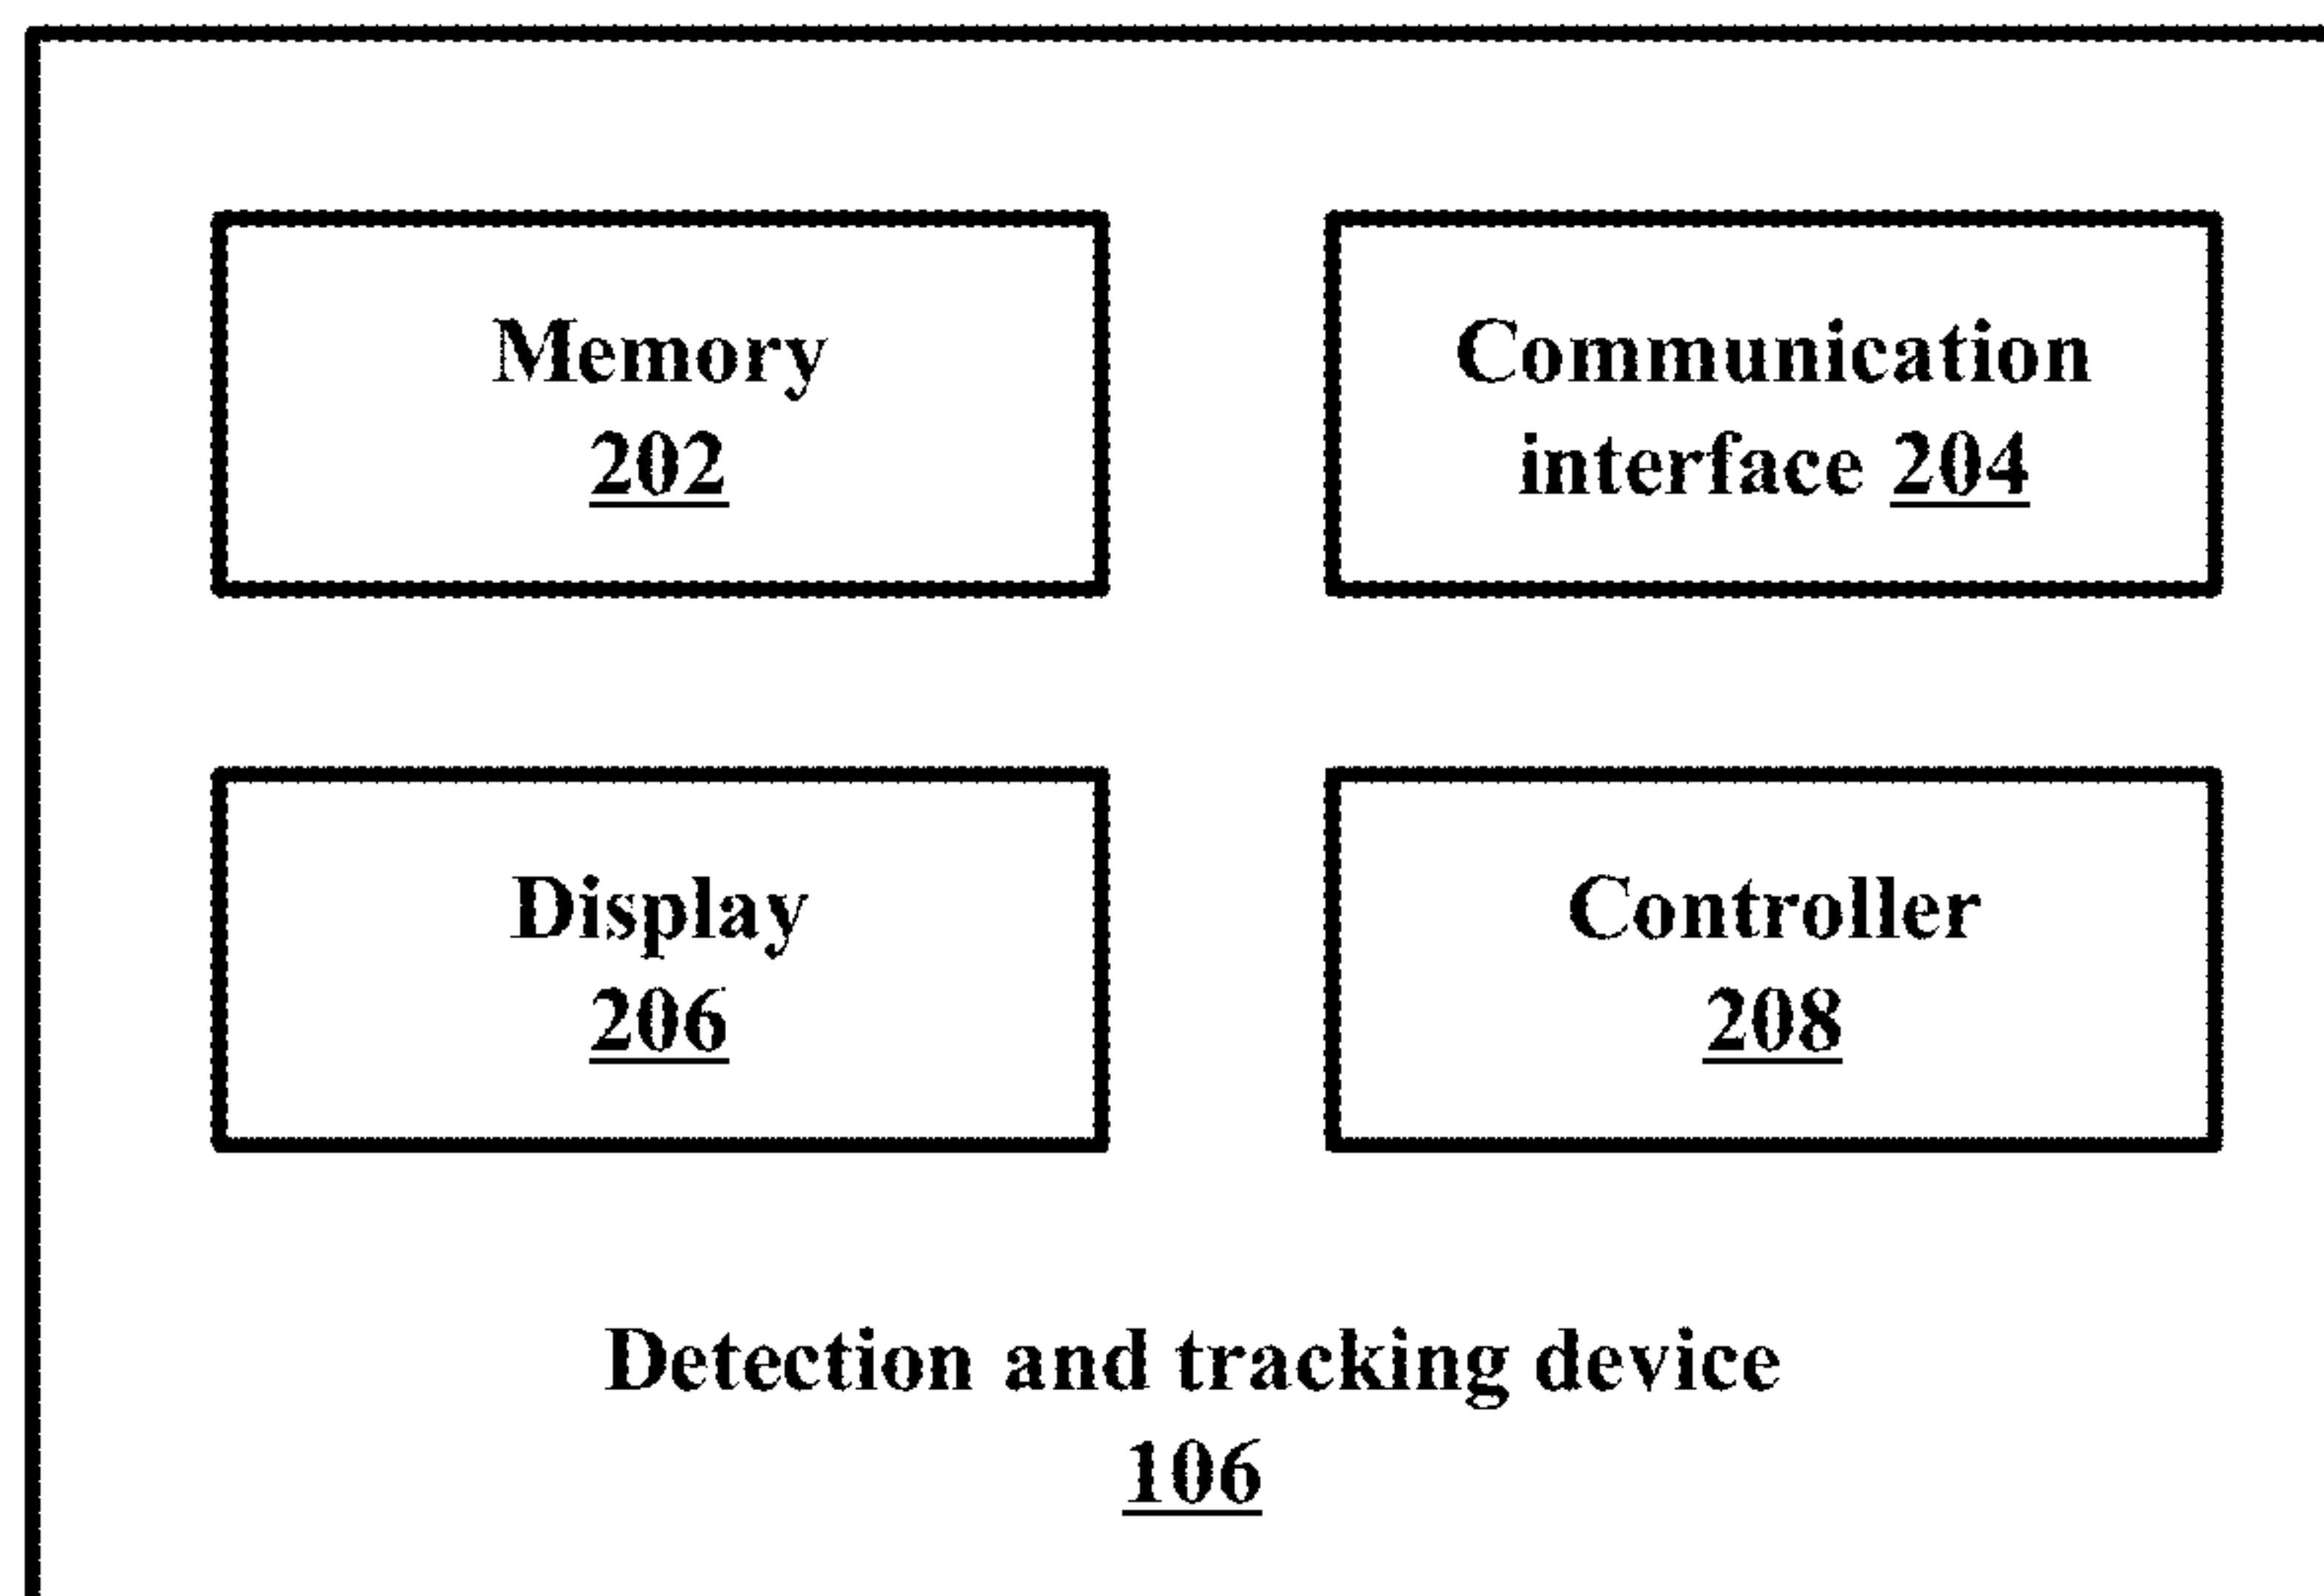 Memory
202
Communication
interface 204
Display
206
Controller
208
Detection and tracking device
106